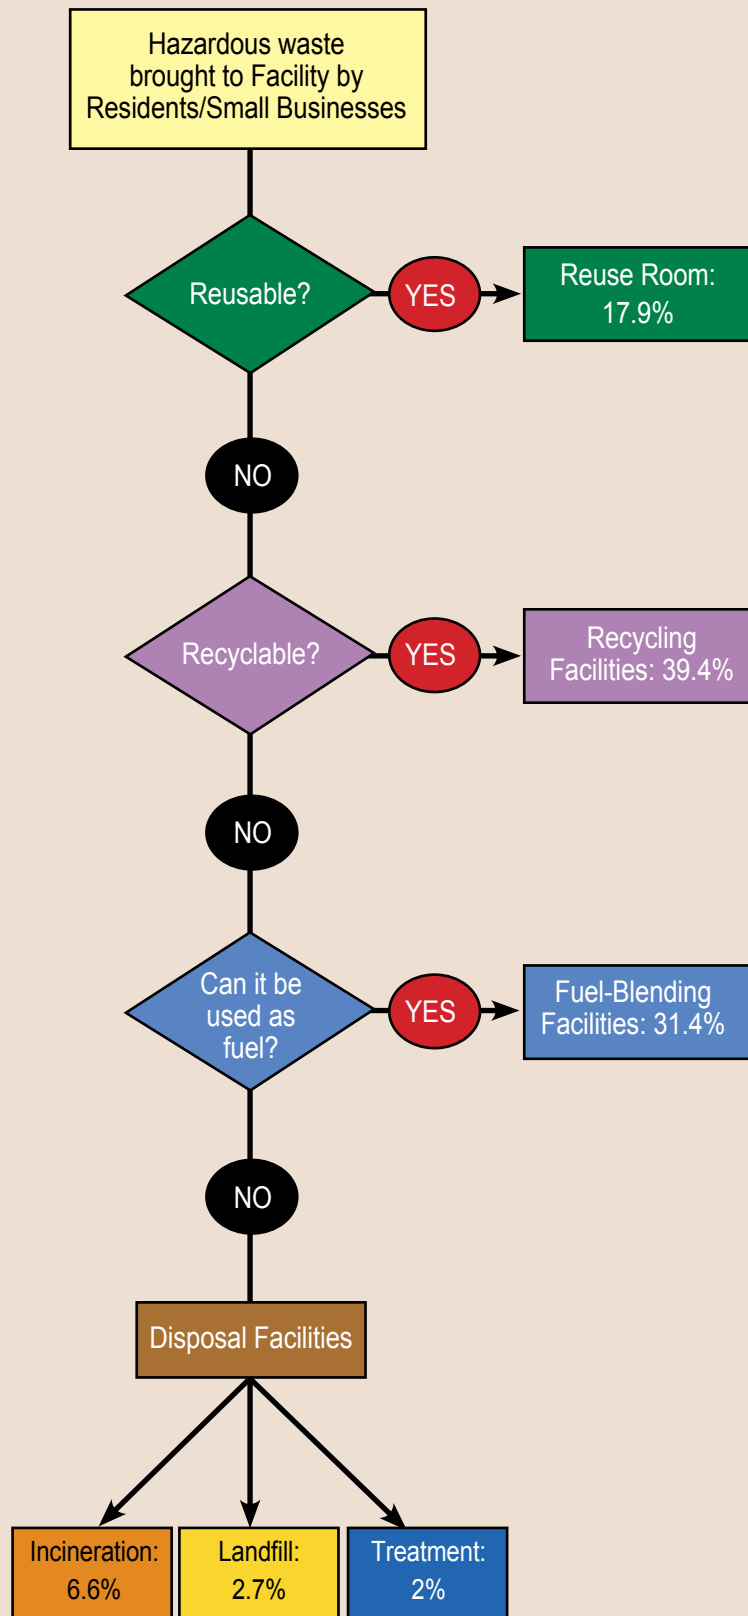 Hazardous waste
brought to Facility by
Residents/Small Businesses
Reusable?
YES
Reuse Room:
17.9%
NO
Recyclable?
YES
Recycling
Facilities: 39.4%
NO
Can it be
used as
fuel?
YES
Fuel-Blending
Facilities: 31.4%
NO
Disposal Facilities
Incineration:
6.6%
Landfill:
2.7%
Treatment:
2%